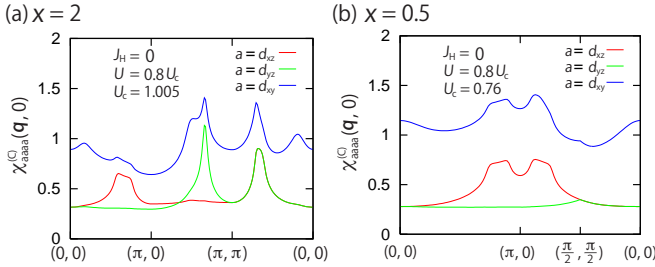 (a) x = 2
J_H = 0
U = 0.8 U_c
U_c = 1.005
a = d_xz
a = d_yz
a = d_xy
χ^(C)_aaaa(q, 0)
2
1.5
1
0.5
0
(0, 0) (π, 0) (π, π) (0, 0)
(b) x = 0.5
J_H = 0
U = 0.8 U_c
U_c = 0.76
a = d_xz
a = d_yz
a = d_xy
χ^(C)_aaaa(q, 0)
2
1.5
1
0.5
0
(0, 0) (π, 0) (π/2, π/2) (0, 0)